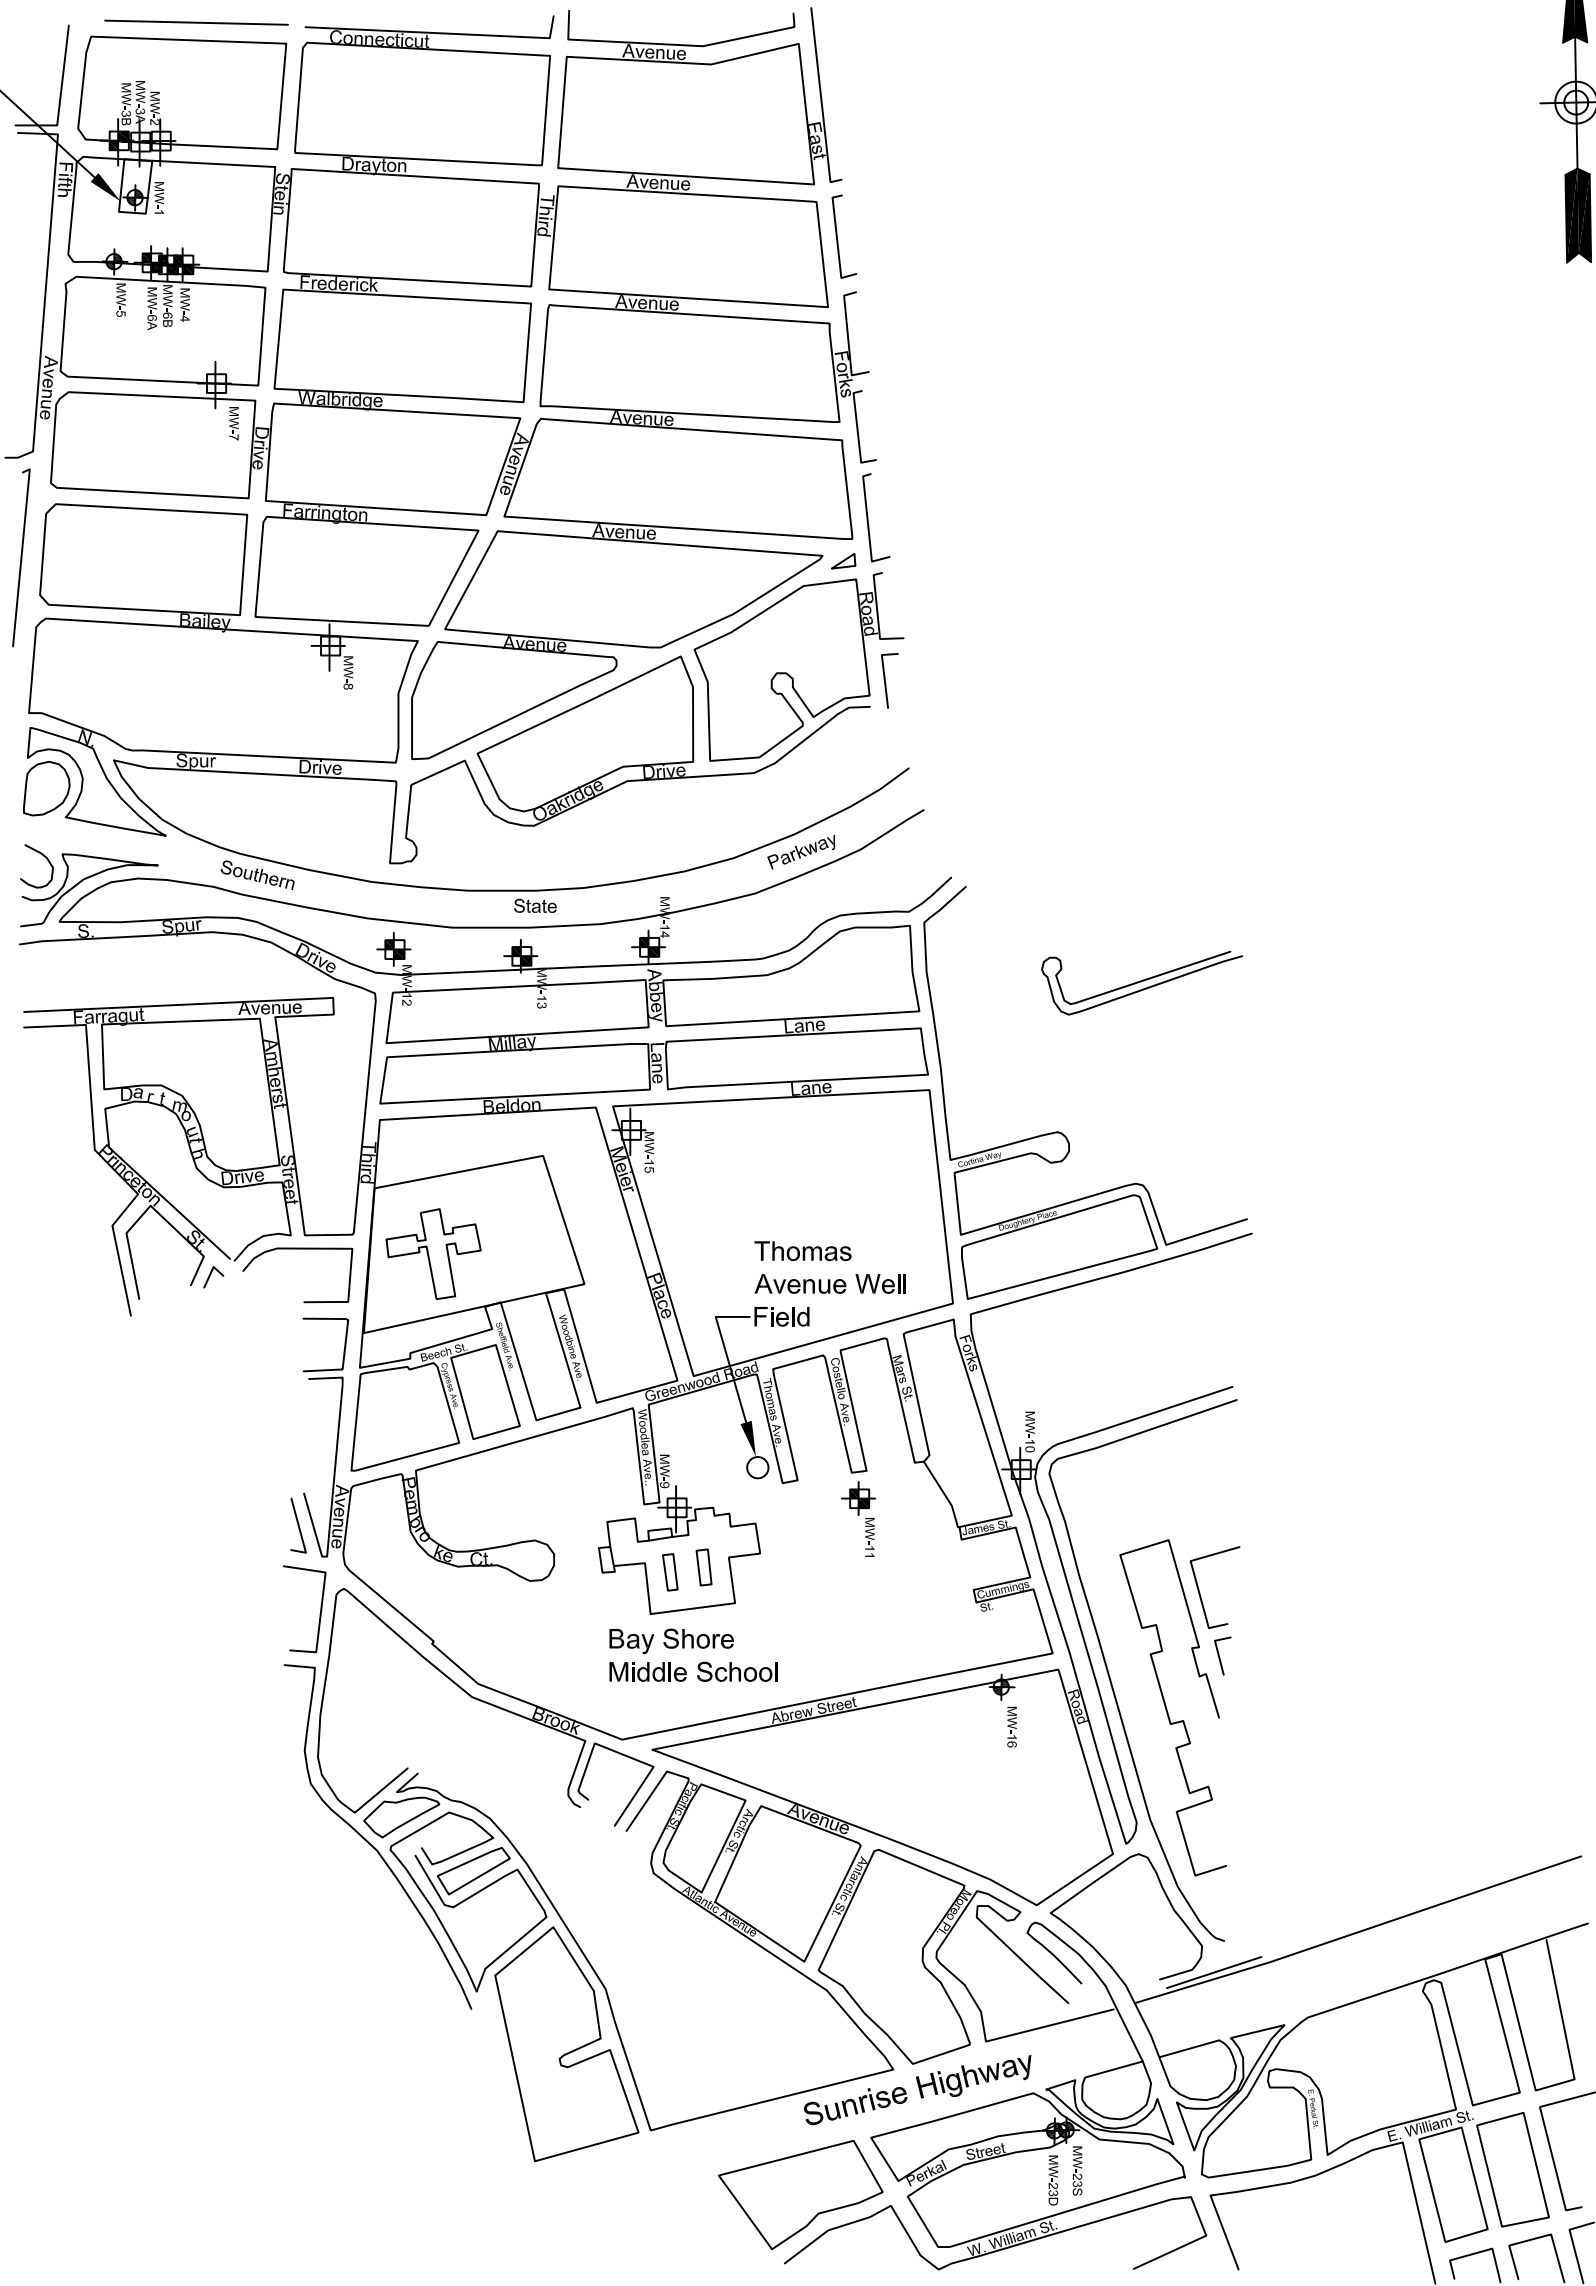 Connecticut
Avenue
MW-3B
MW-3A
MW-2
Drayton
Avenue
East
Fifth
MW-1
Stein
Third
Frederick
Avenue
MW-5
MW-6A
MW-6B
MW-4
Forks
Avenue
Walbridge
Avenue
MW-7
Drive
Avenue
Farrington
Avenue
Road
Bailey
Avenue
MW-8
N.
Spur
Drive
Oakridge
Drive
Southern
State
Parkway
S.
Spur
Drive
MW-12
MW-13
MW-14
Abbey
Lane
Farragut
Avenue
Millay
Lane
Amherst
Street
Beldon
Lane
Dartmouth
Drive
Princeton
St.
Third
MW-15
Meier
Place
Cortina Way
Doughtery Place
Thomas
Avenue Well
Field
Beech St.
Cypress Ave.
Sheffield Ave.
Woodbine Ave.
Greenwood Road
Woodlea Ave..
Thomas Ave.
Costello Ave.
Mars St.
Forks
MW-10
MW-9
MW-11
Avenue
Pembroke Ct.
James St.
Cummings
St.
Bay Shore
Middle School
Road
Abrew Street
MW-16
Brook
Avenue
Pacific St.
Arctic St.
Antarctic St.
Atlantic Avenue
Moreo Pl.
Sunrise Highway
E. Perkal St.
E. William St.
Perkal
Street
MW-23D
MW-23S
W. William St.